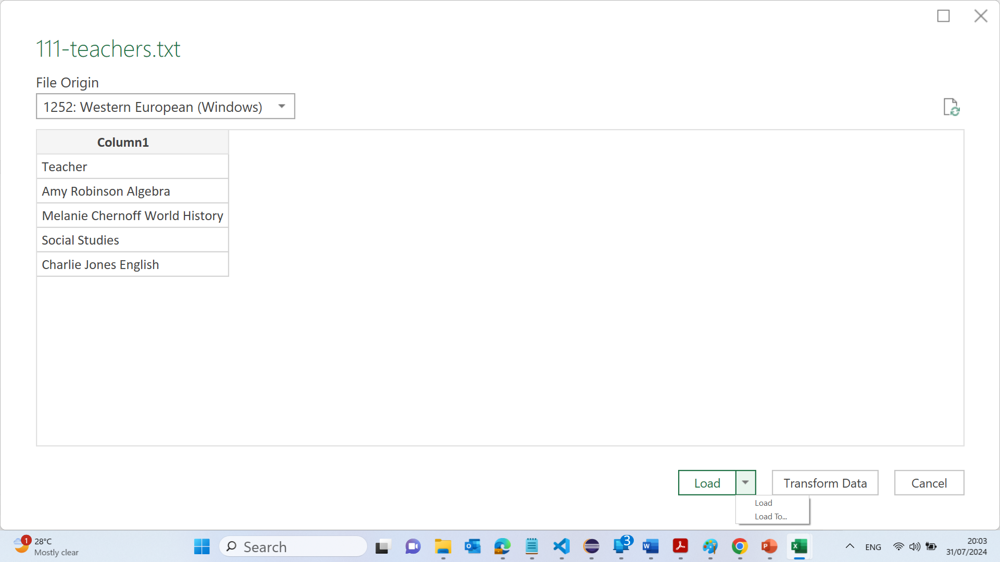 111-teachers.txt
File Origin
1252: Western European (Windows)
Column1
Teacher
Amy Robinson Algebra
Melanie Chernoff World History
Social Studies
Charlie Jones English
Load
Transform Data
Cancel
Load
Load To...
1
28°C
Mostly clear
Search
3
ENG
20:03
31/07/2024